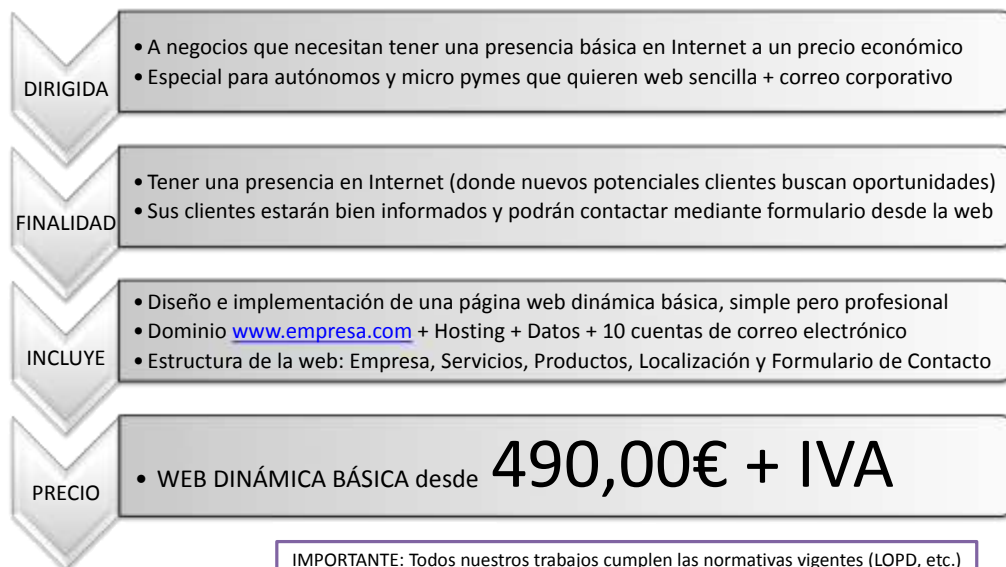 DIRIGIDA
• A negocios que necesitan tener una presencia básica en Internet a un precio económico
• Especial para autónomos y micro pymes que quieren web sencilla + correo corporativo
FINALIDAD
• Tener una presencia en Internet (donde nuevos potenciales clientes buscan oportunidades)
• Sus clientes estarán bien informados y podrán contactar mediante formulario desde la web
INCLUYE
• Diseño e implementación de una página web dinámica básica, simple pero profesional
• Dominio www.empresa.com + Hosting + Datos + 10 cuentas de correo electrónico
• Estructura de la web: Empresa, Servicios, Productos, Localización y Formulario de Contacto
PRECIO
• WEB DINÁMICA BÁSICA desde 490,00€ + IVA
IMPORTANTE: Todos nuestros trabajos cumplen las normativas vigentes (LOPD, etc.)